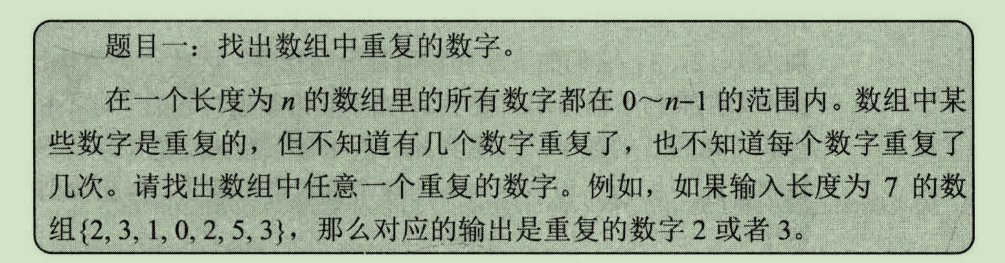 题目一：找出数组中重复的数字。
在一个长度为 n 的数组里的所有数字都在 0～n−1 的范围内。数组中某
些数字是重复的，但不知道有几个数字重复了，也不知道每个数字重复了
几次。请找出数组中任意一个重复的数字。例如，如果输入长度为 7 的数
组{2, 3, 1, 0, 2, 5, 3}，那么对应的输出是重复的数字 2 或者 3。